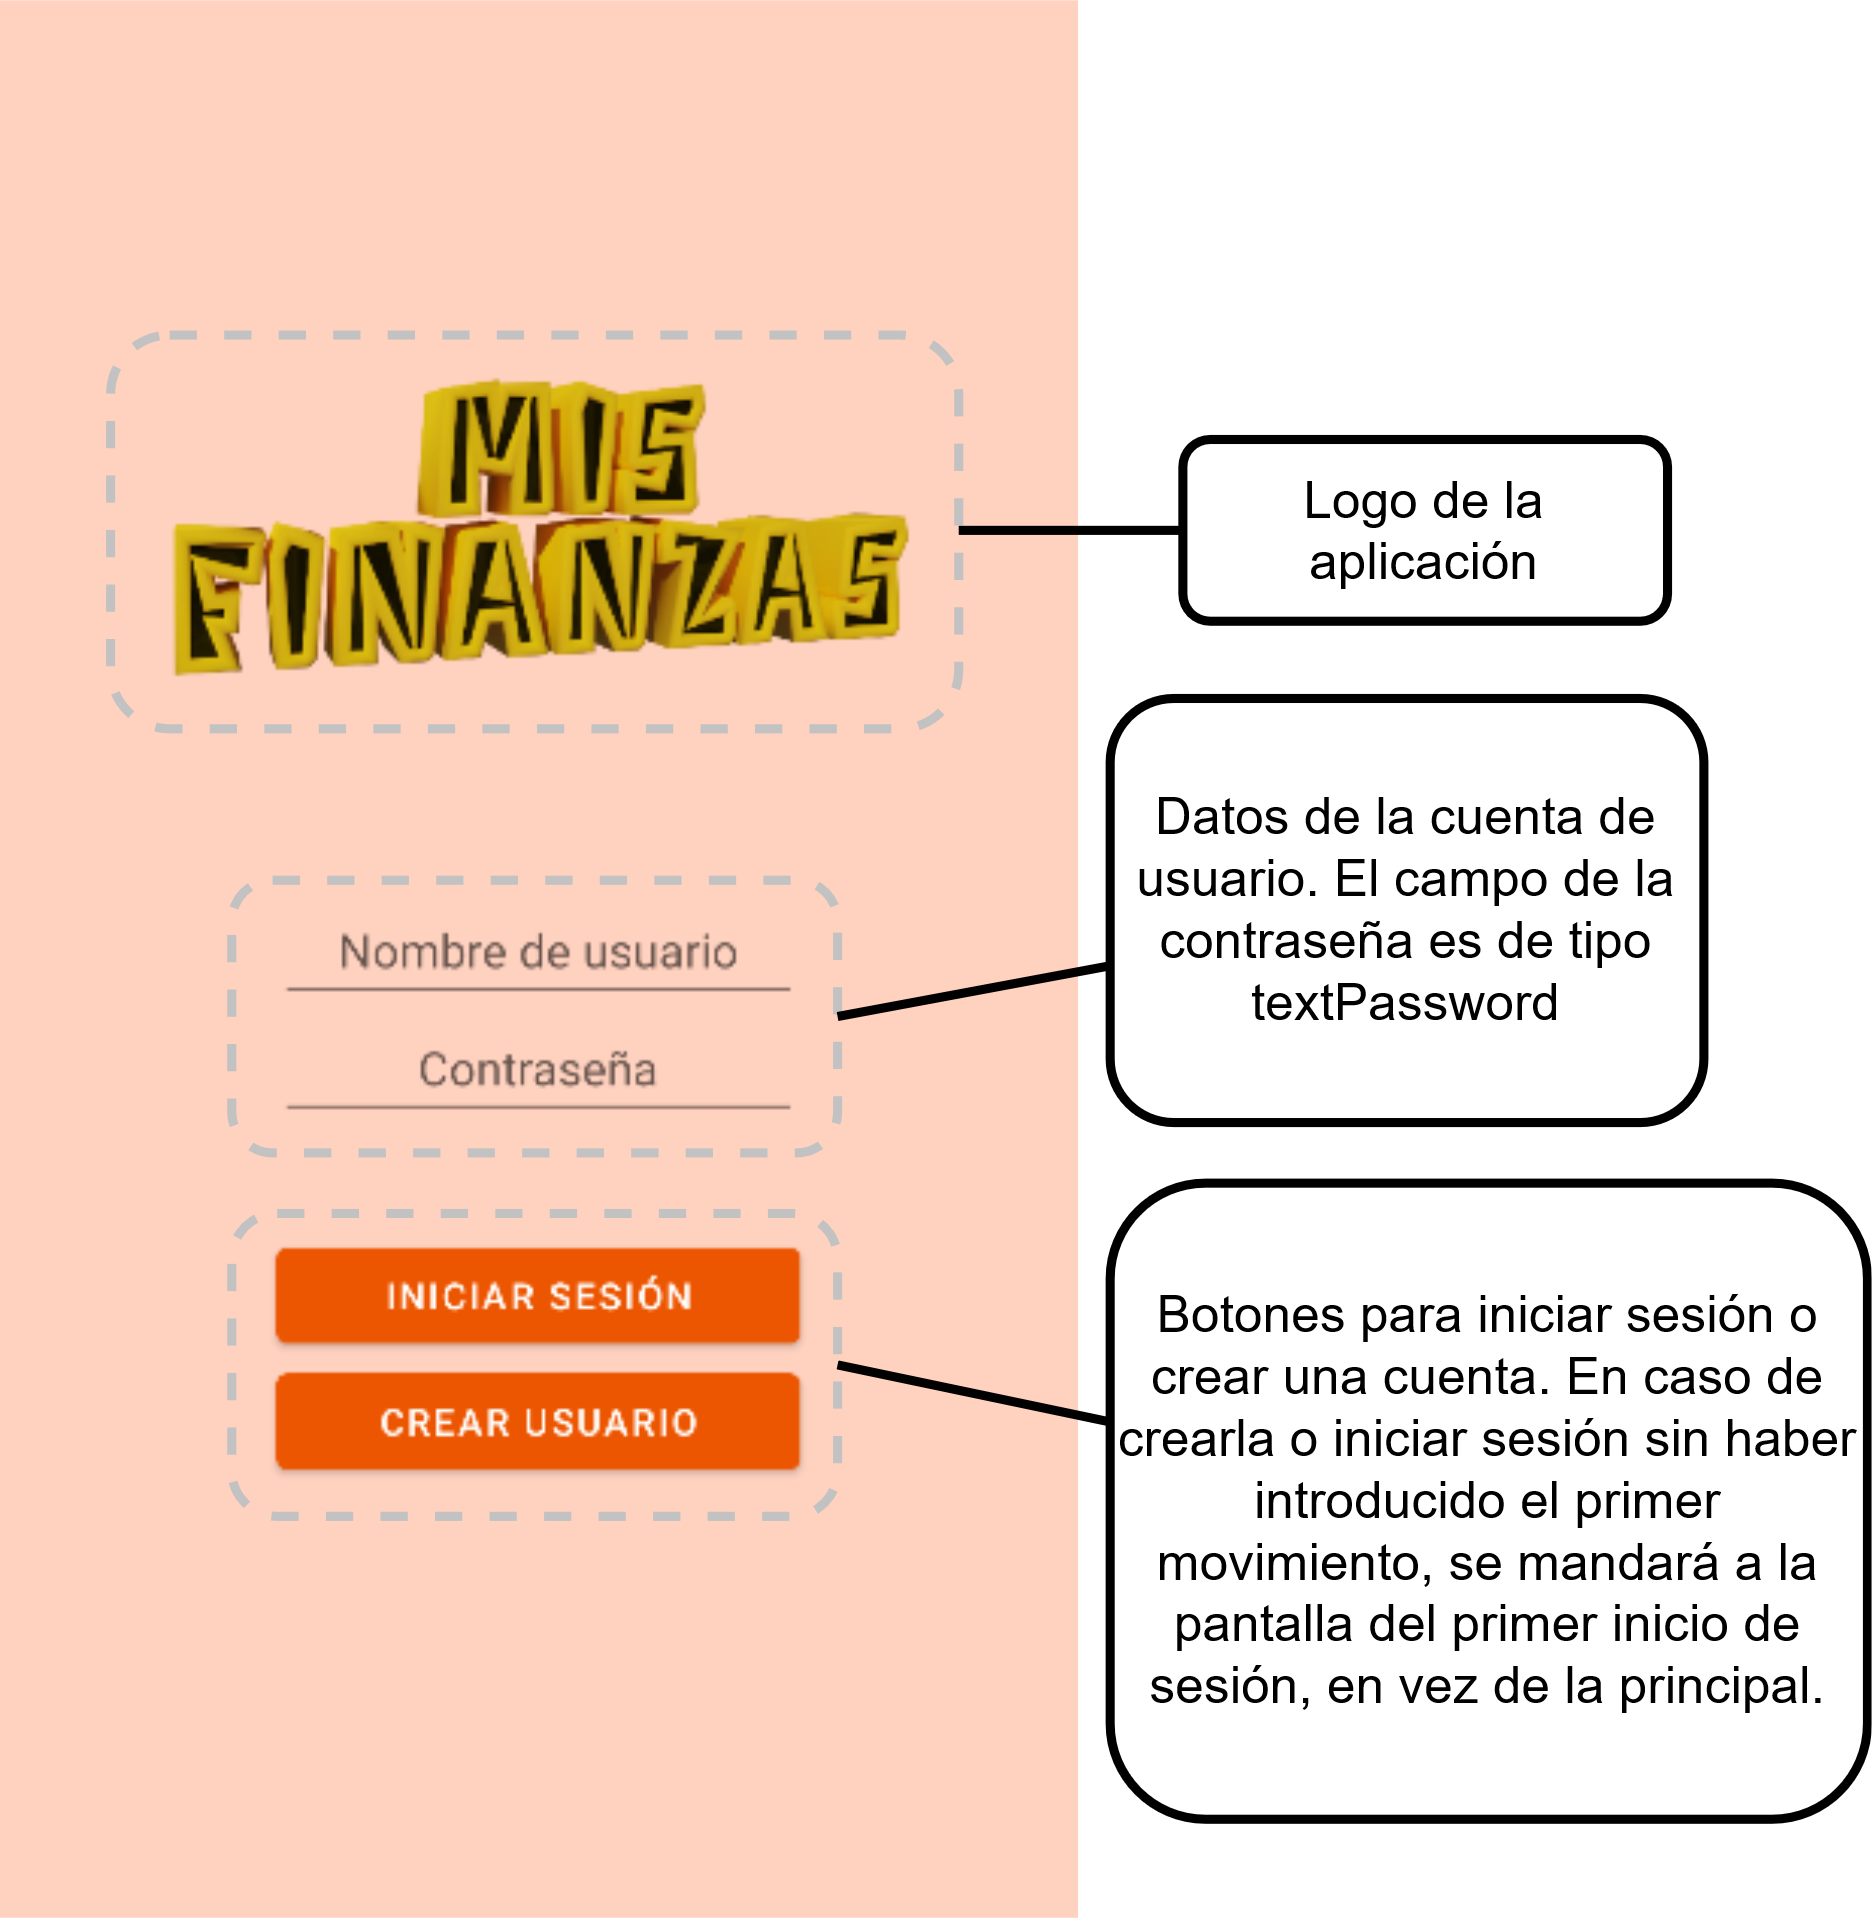 MIS
FINANZAS
Logo de la
aplicación
Datos de la cuenta de
usuario. El campo de la
contraseña es de tipo
textPassword
Nombre de usuario
Contraseña
INICIAR SESIÓN
CREAR USUARIO
Botones para iniciar sesión o
crear una cuenta. En caso de
crearla o iniciar sesión sin haber
introducido el primer
movimiento, se mandará a la
pantalla del primer inicio de
sesión, en vez de la principal.